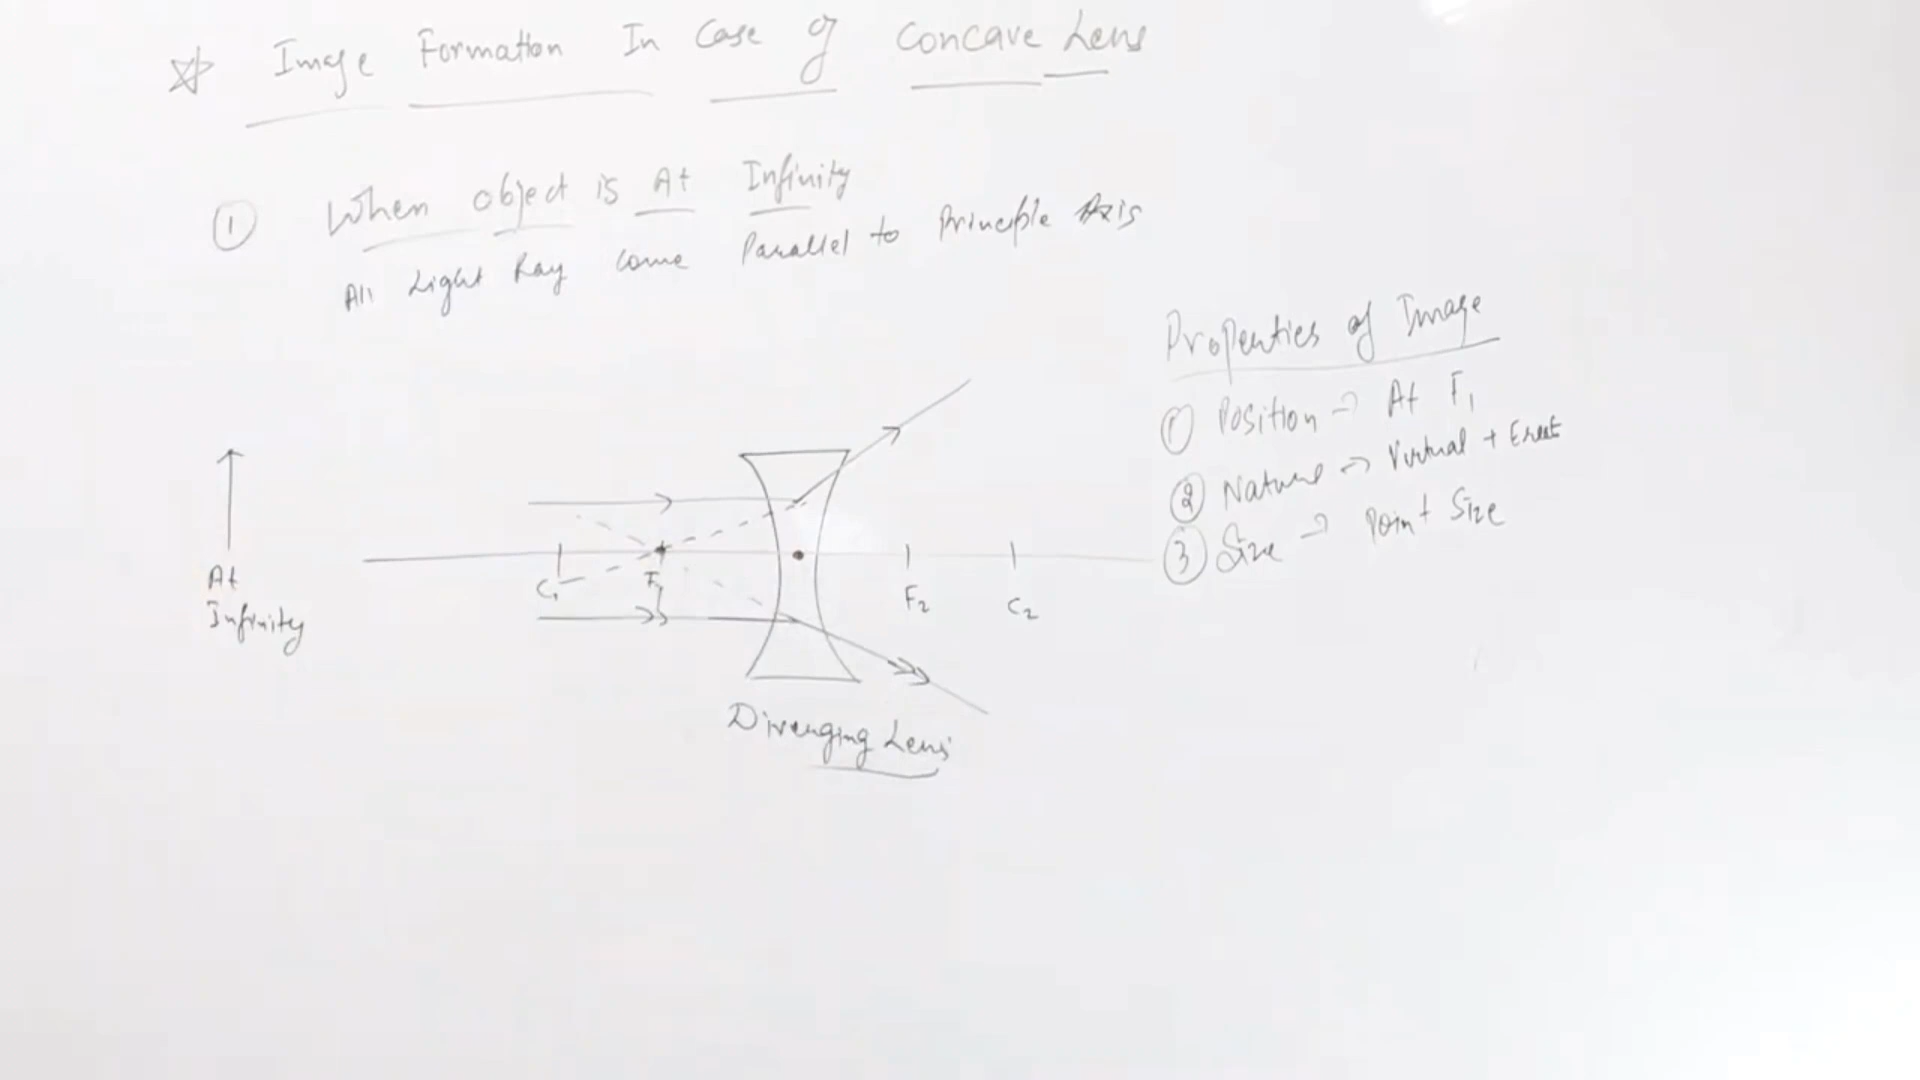 ☆ Image Formation In Case of Concave Lens
① When object is At Infinity
All Light Ray come Parallel to Principle Axis
Properties of Image
① Position → At F₁
② Nature → Virtual + Erect
③ Size → Point Size
At
Infinity
C₁
F₁
F₂
C₂
Diverging Lens